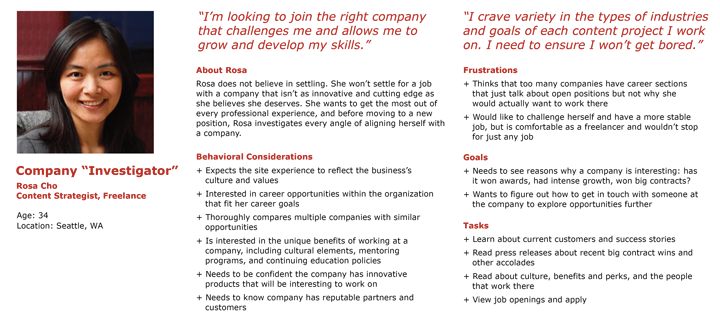 Company “Investigator”
Rosa Cho
Content Strategist, Freelance
Age: 34
Location: Seattle, WA
“I’m looking to join the right company
that challenges me and allows me to
grow and develop my skills.”
About Rosa
Rosa does not believe in settling. She won’t settle for a job
with a company that isn’t as innovative and cutting edge as
she believes she deserves. She wants to get the most out of
every professional experience, and before moving to a new
position, Rosa investigates every angle of aligning herself with
a company.
Behavioral Considerations
+ Expects the site experience to reflect the business’s
culture and values
+ Interested in career opportunities within the organization
that fit her career goals
+ Thoroughly compares multiple companies with similar
opportunities
+ Is interested in the unique benefits of working at a
company, including cultural elements, mentoring
programs, and continuing education policies
+ Needs to be confident the company has innovative
products that will be interesting to work on
+ Needs to know company has reputable partners and
customers
“I crave variety in the types of industries
and goals of each content project I work
on. I need to ensure I won’t get bored.”
Frustrations
+ Thinks that too many companies have career sections
that just talk about open positions but not why she
would actually want to work there
+ Would like to challenge herself and have a more stable
job, but is comfortable as a freelancer and wouldn’t stop
for just any job
Goals
+ Needs to see reasons why a company is interesting: has
it won awards, had intense growth, won big contracts?
+ Wants to figure out how to get in touch with someone at
the company to explore opportunities further
Tasks
+ Learn about current customers and success stories
+ Read press releases about recent big contract wins and
other accolades
+ Read about culture, benefits and perks, and the people
that work there
+ View job openings and apply